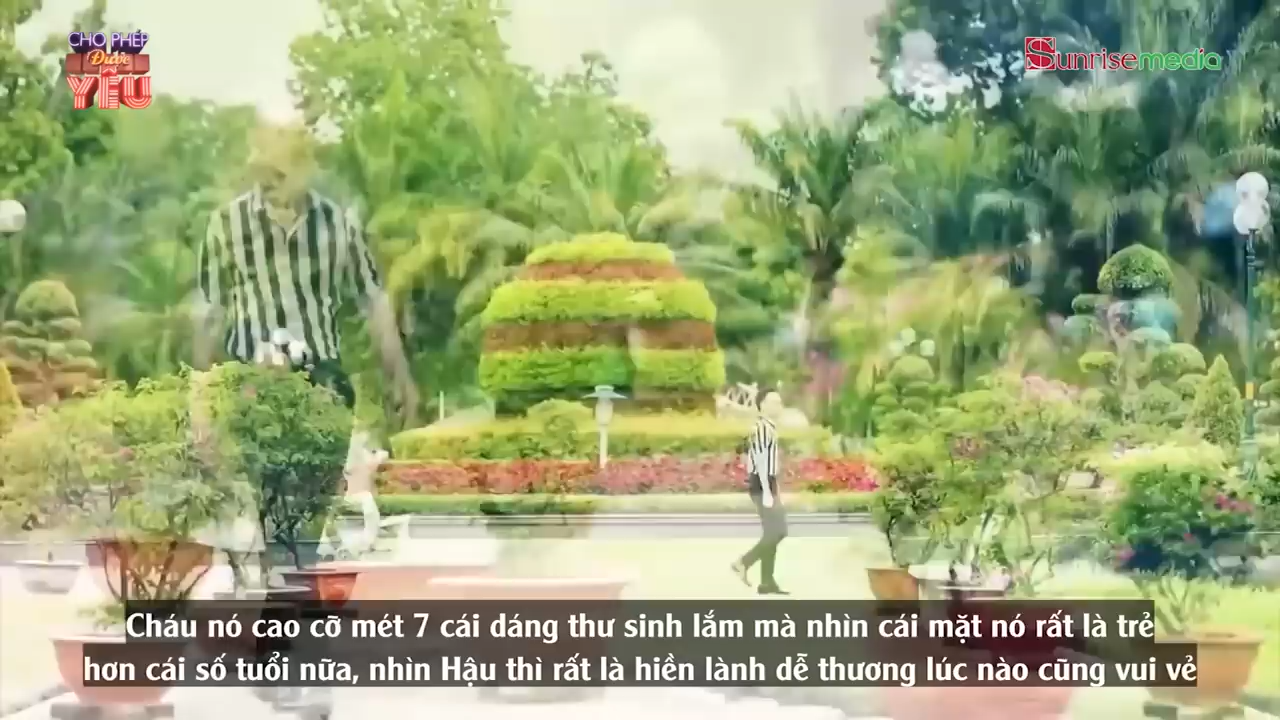 CHO PHÉP
Được
YÊU
Sunrisemedia
Cháu nó cao cỡ mét 7 cái dáng thư sinh lắm mà nhìn cái mặt nó rất là trẻ
hơn cái số tuổi nữa, nhìn Hậu thì rất là hiền lành dễ thương lúc nào cũng vui vẻ